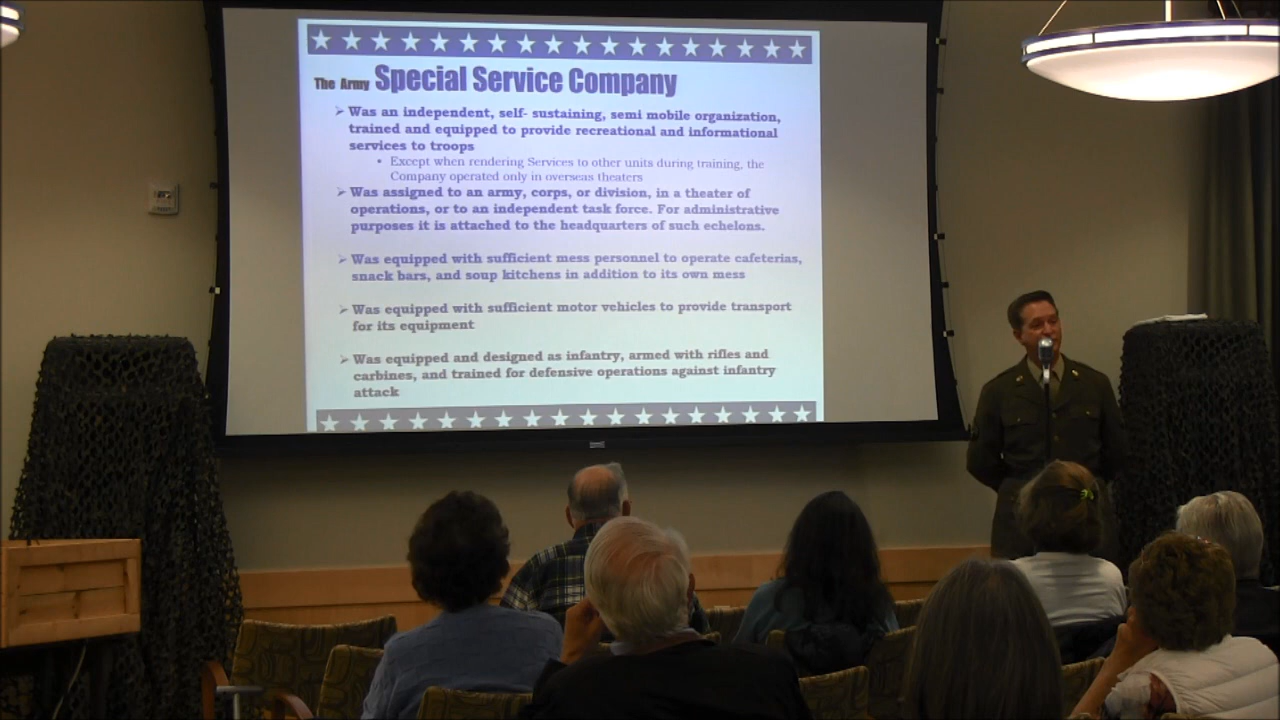 The Army Special Service Company
Was an independent, self- sustaining, semi mobile organization,
trained and equipped to provide recreational and informational
services to troops
Except when rendering Services to other units during training, the
Company operated only in overseas theaters
Was assigned to an army, corps, or division, in a theater of
operations, or to an independent task force. For administrative
purposes it is attached to the headquarters of such echelons.
Was equipped with sufficient mess personnel to operate cafeterias,
snack bars, and soup kitchens in addition to its own mess
Was equipped with sufficient motor vehicles to provide transport
for its equipment
Was equipped and designed as infantry, armed with rifles and
carbines, and trained for defensive operations against infantry
attack